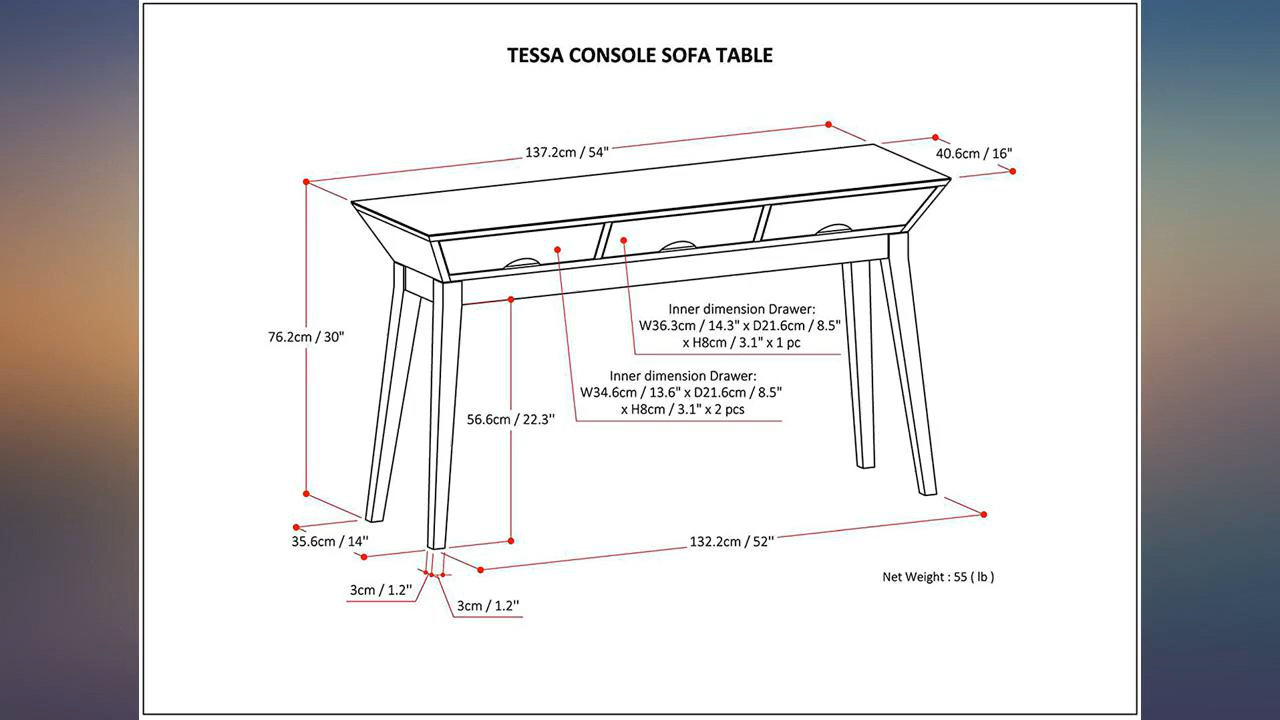 TESSA CONSOLE SOFA TABLE
137.2cm / 54"
40.6cm / 16"
76.2cm / 30"
Inner dimension Drawer:
W36.3cm / 14.3" x D21.6cm / 8.5"
x H8cm / 3.1" x 1 pc
Inner dimension Drawer:
W34.6cm / 13.6" x D21.6cm / 8.5"
x H8cm / 3.1" x 2 pcs
56.6cm / 22.3"
35.6cm / 14"
132.2cm / 52"
Net Weight : 55 ( lb )
3cm / 1.2"
3cm / 1.2"